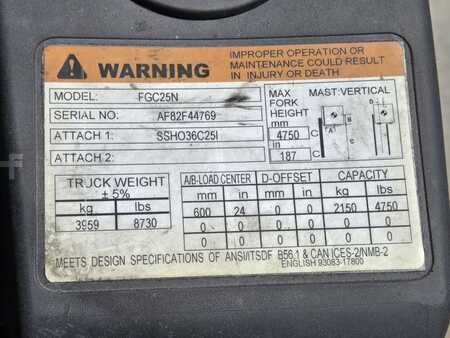 WARNING
IMPROPER OPERATION OR
MAINTENANCE COULD RESULT
IN INJURY OR DEATH
MODEL: FGC25N
SERIAL NO: AF82F44769
ATTACH 1: SSHO36C25I
ATTACH 2:
MAX
FORK
HEIGHT
mm
4750 C
in
187 C
MAST: VERTICAL
D
A
B
C
TRUCK WEIGHT
± 5%
kg lbs
3959 8730
A/B-LOAD CENTER D-OFFSET CAPACITY
mm in mm in kg lbs
600 24 0 0 2150 4750
0 0 0 0 0 0
0 0 0 0 0 0
MEETS DESIGN SPECIFICATIONS OF ANSI/ITSDF B56.1 & CAN ICES-2/NMB-2
ENGLISH 93083-17800